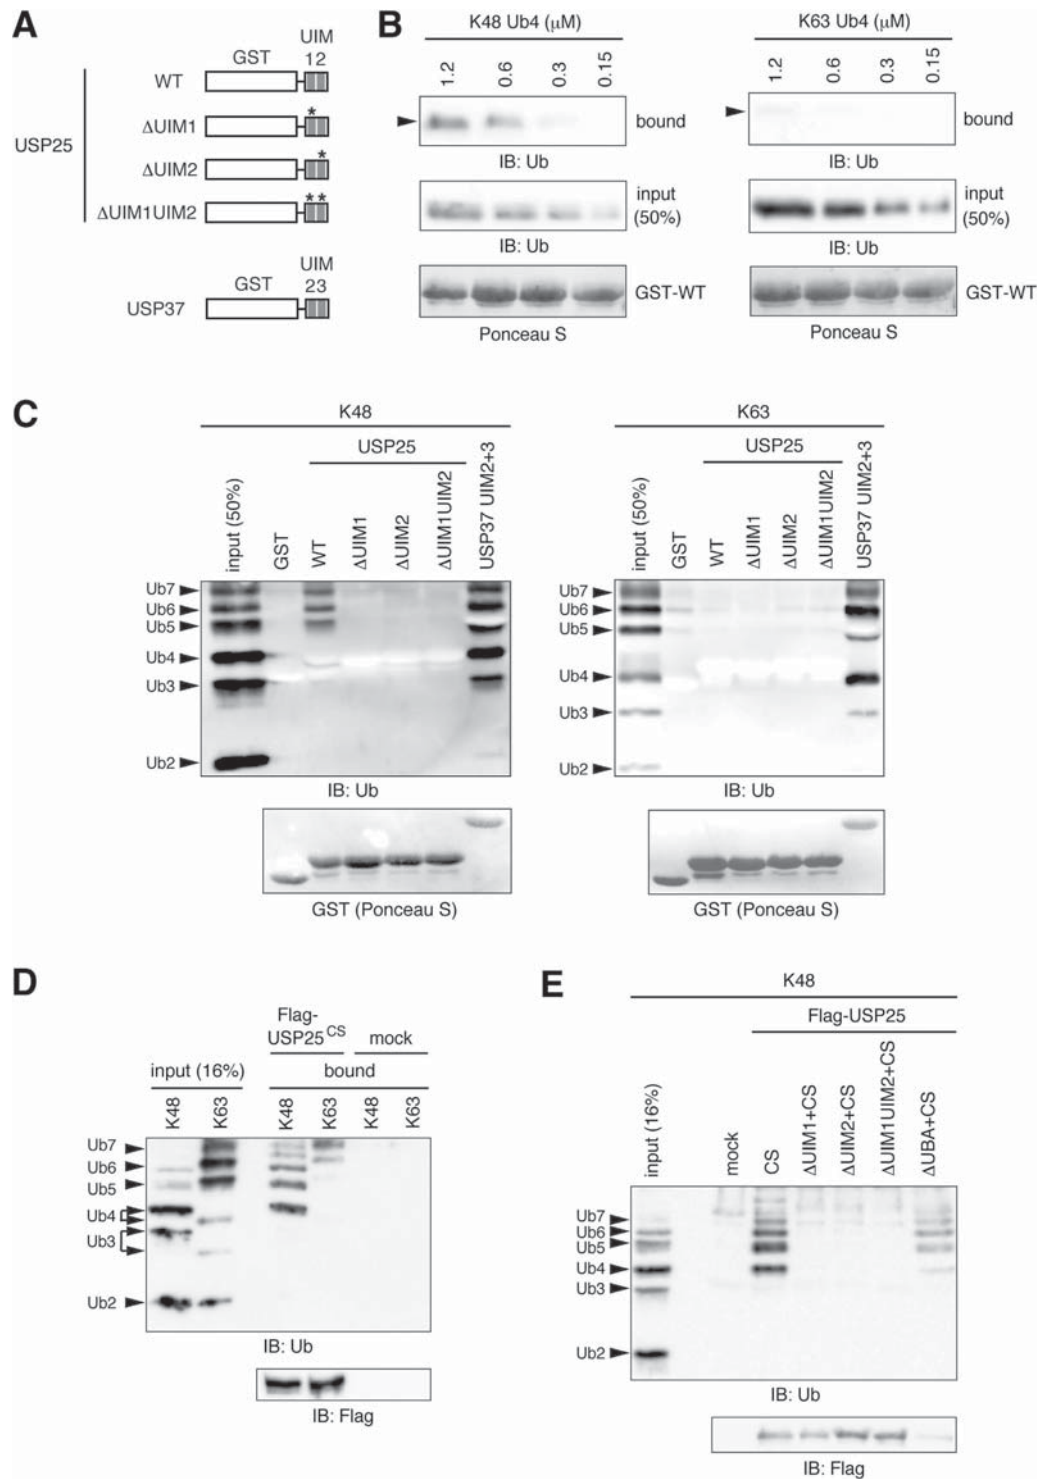 A
GST
UIM
1 2
WT
*
ΔUIM1
*
ΔUIM2
* *
ΔUIM1UIM2
USP25
GST
UIM
2 3
USP37
B
K48 Ub4 (μM)
1.2 0.6 0.3 0.15
bound
IB: Ub
input
(50%)
IB: Ub
GST-WT
Ponceau S
K63 Ub4 (μM)
1.2 0.6 0.3 0.15
bound
IB: Ub
input
(50%)
IB: Ub
GST-WT
Ponceau S
C
K48
USP25
input (50%)
GST
WT
ΔUIM1
ΔUIM2
ΔUIM1UIM2
USP37 UIM2+3
Ub7
Ub6
Ub5
Ub4
Ub3
Ub2
IB: Ub
GST (Ponceau S)
K63
USP25
input (50%)
GST
WT
ΔUIM1
ΔUIM2
ΔUIM1UIM2
USP37 UIM2+3
Ub7
Ub6
Ub5
Ub4
Ub3
Ub2
IB: Ub
GST (Ponceau S)
D
Flag-
USP25CS
mock
input (16%)
bound
K48 K63 K48 K63 K48 K63
Ub7
Ub6
Ub5
Ub4
Ub3
Ub2
IB: Ub
IB: Flag
E
K48
Flag-USP25
input (16%)
mock
CS
ΔUIM1+CS
ΔUIM2+CS
ΔUIM1UIM2+CS
ΔUBA+CS
Ub7
Ub6
Ub5
Ub4
Ub3
Ub2
IB: Ub
IB: Flag